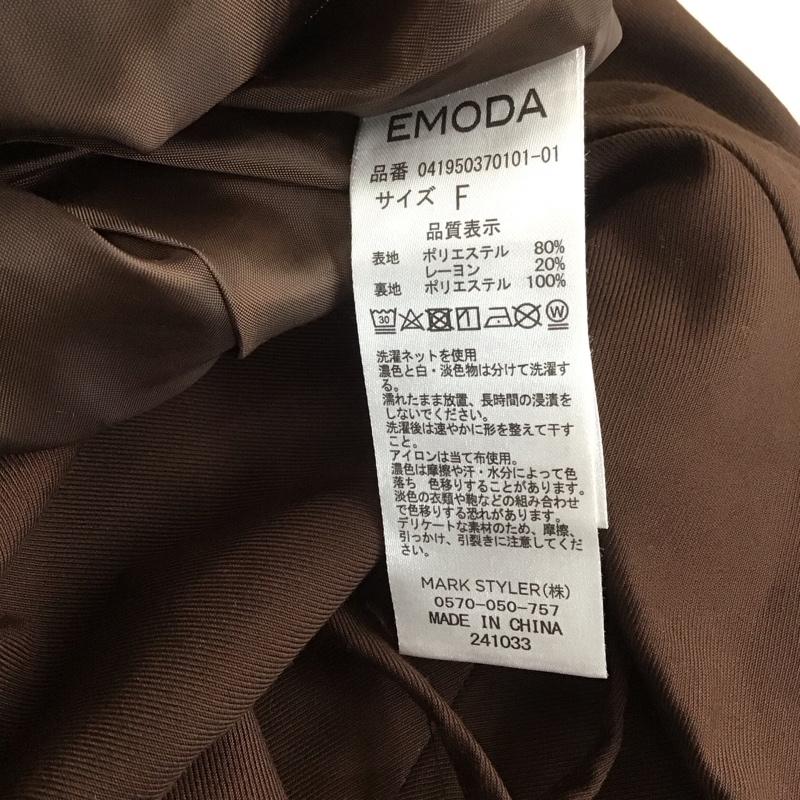 EMODA
品番 041950370101-01
サイズ F
品質表示
表地 ポリエステル 80%
レーヨン 20%
裏地 ポリエステル 100%
30 W
洗濯ネットを使用
濃色と白・淡色物は分けて洗濯す
る。
濡れたまま放置、長時間の浸漬を
しないでください。
洗濯後は速やかに形を整えて干す
こと。
アイロンは当て布使用。
濃色は摩擦や汗・水分によって色
落ち 色移りすることがあります。
淡色の衣類や鞄などの組み合わせ
で色移りする恐れがあります。
デリケートな素材のため、摩擦、
引っかけ、引裂きに注意してくだ
さい。
MARK STYLER(株)
0570-050-757
MADE IN CHINA
241033